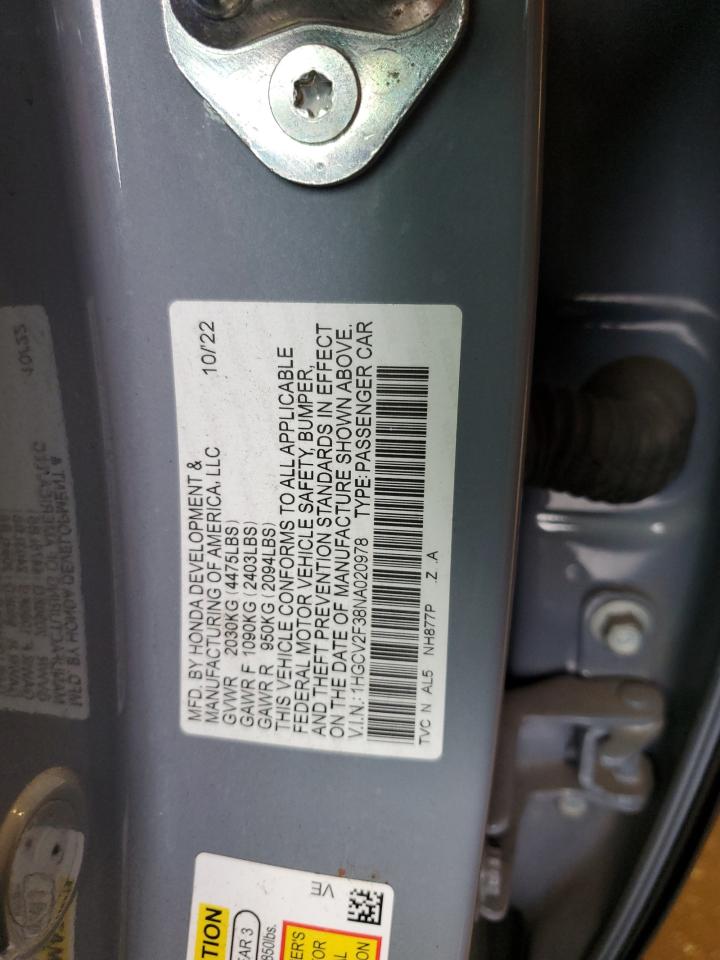 MFD. BY HONDA DEVELOPMENT &
MANUFACTURING OF AMERICA, LLC 10/'22
GVWR 2030KG (4475LBS)
GAWR F 1090KG (2403LBS)
GAWR R 950KG (2094LBS)
THIS VEHICLE CONFORMS TO ALL APPLICABLE
FEDERAL MOTOR VEHICLE SAFETY, BUMPER,
AND THEFT PREVENTION STANDARDS IN EFFECT
ON THE DATE OF MANUFACTURE SHOWN ABOVE.
V.I.N.: 1HGCV2F38NA020978 TYPE:PASSENGER CAR
TVC N AL5 NH877P .Z .A
VE